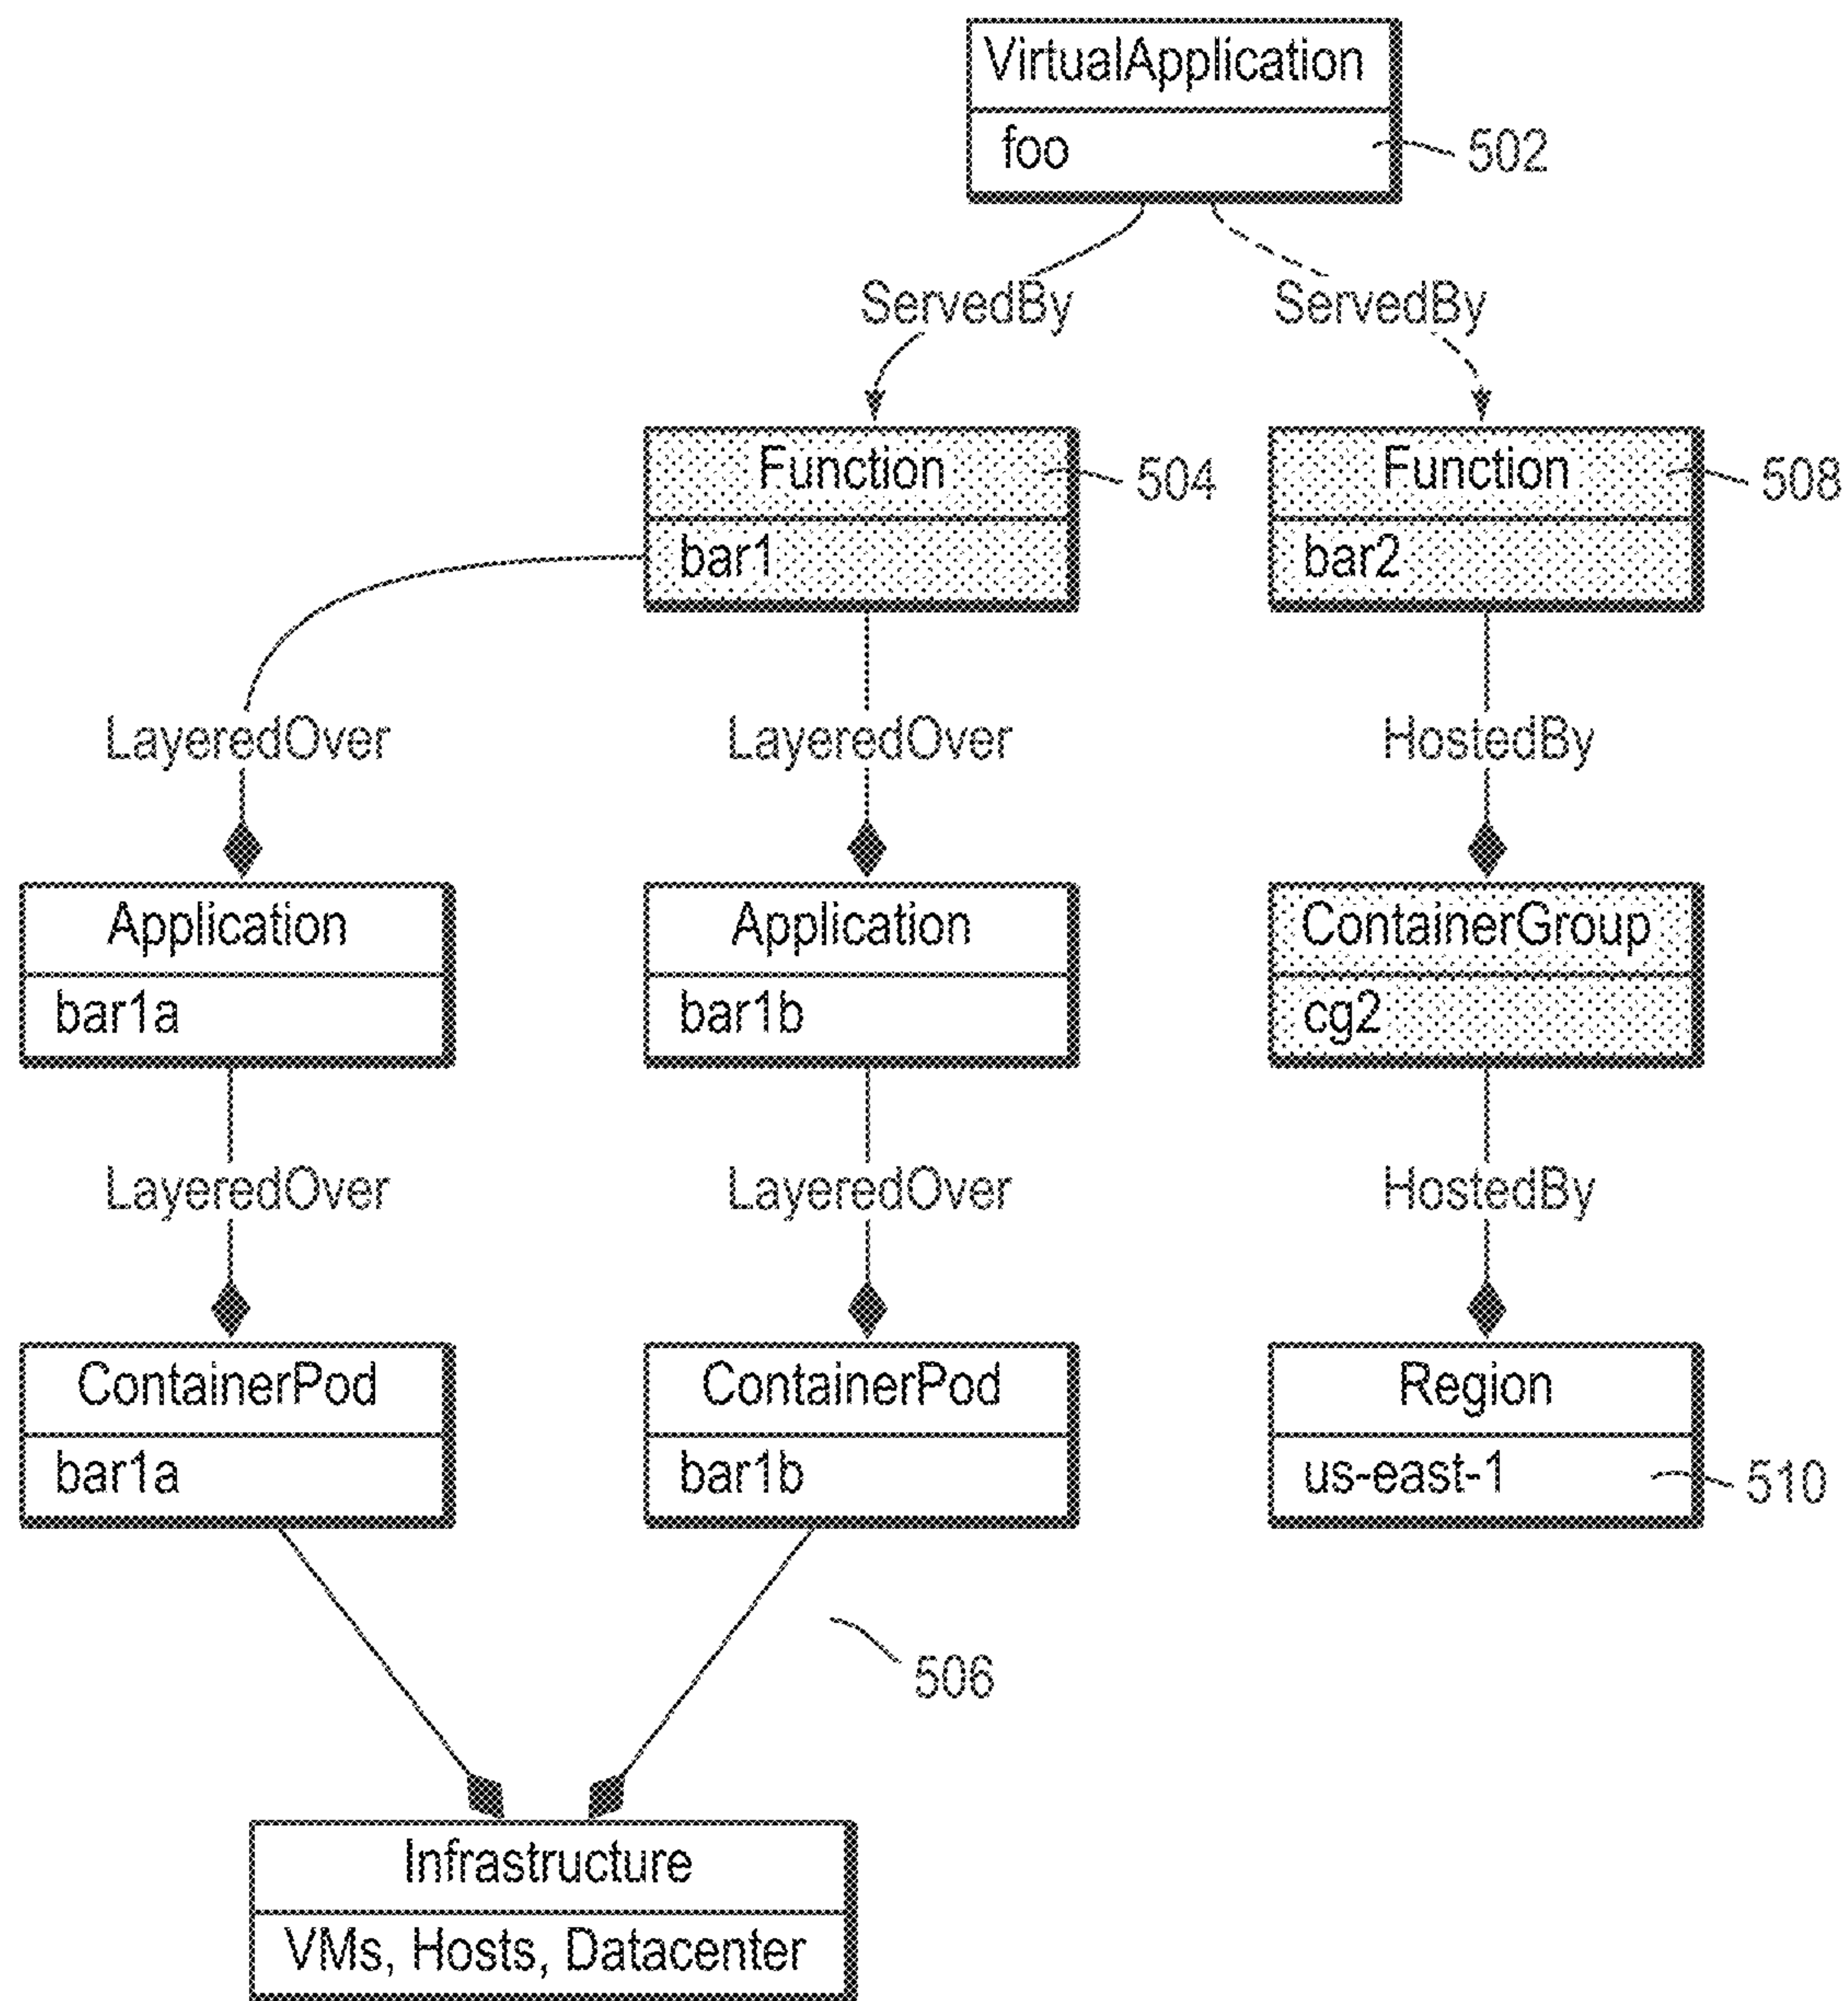 VirtualApplication
foo
502
ServedBy
ServedBy
Function
504
Function
508
bar1
bar2
LayeredOver
LayeredOver
HostedBy
Application
Application
ContainerGroup
bar1a
bar1b
cg2
LayeredOver
LayeredOver
HostedBy
ContainerPod
ContainerPod
Region
bar1a
bar1b
us-east-1
510
506
Infrastructure
VMs, Hosts, Datacenter